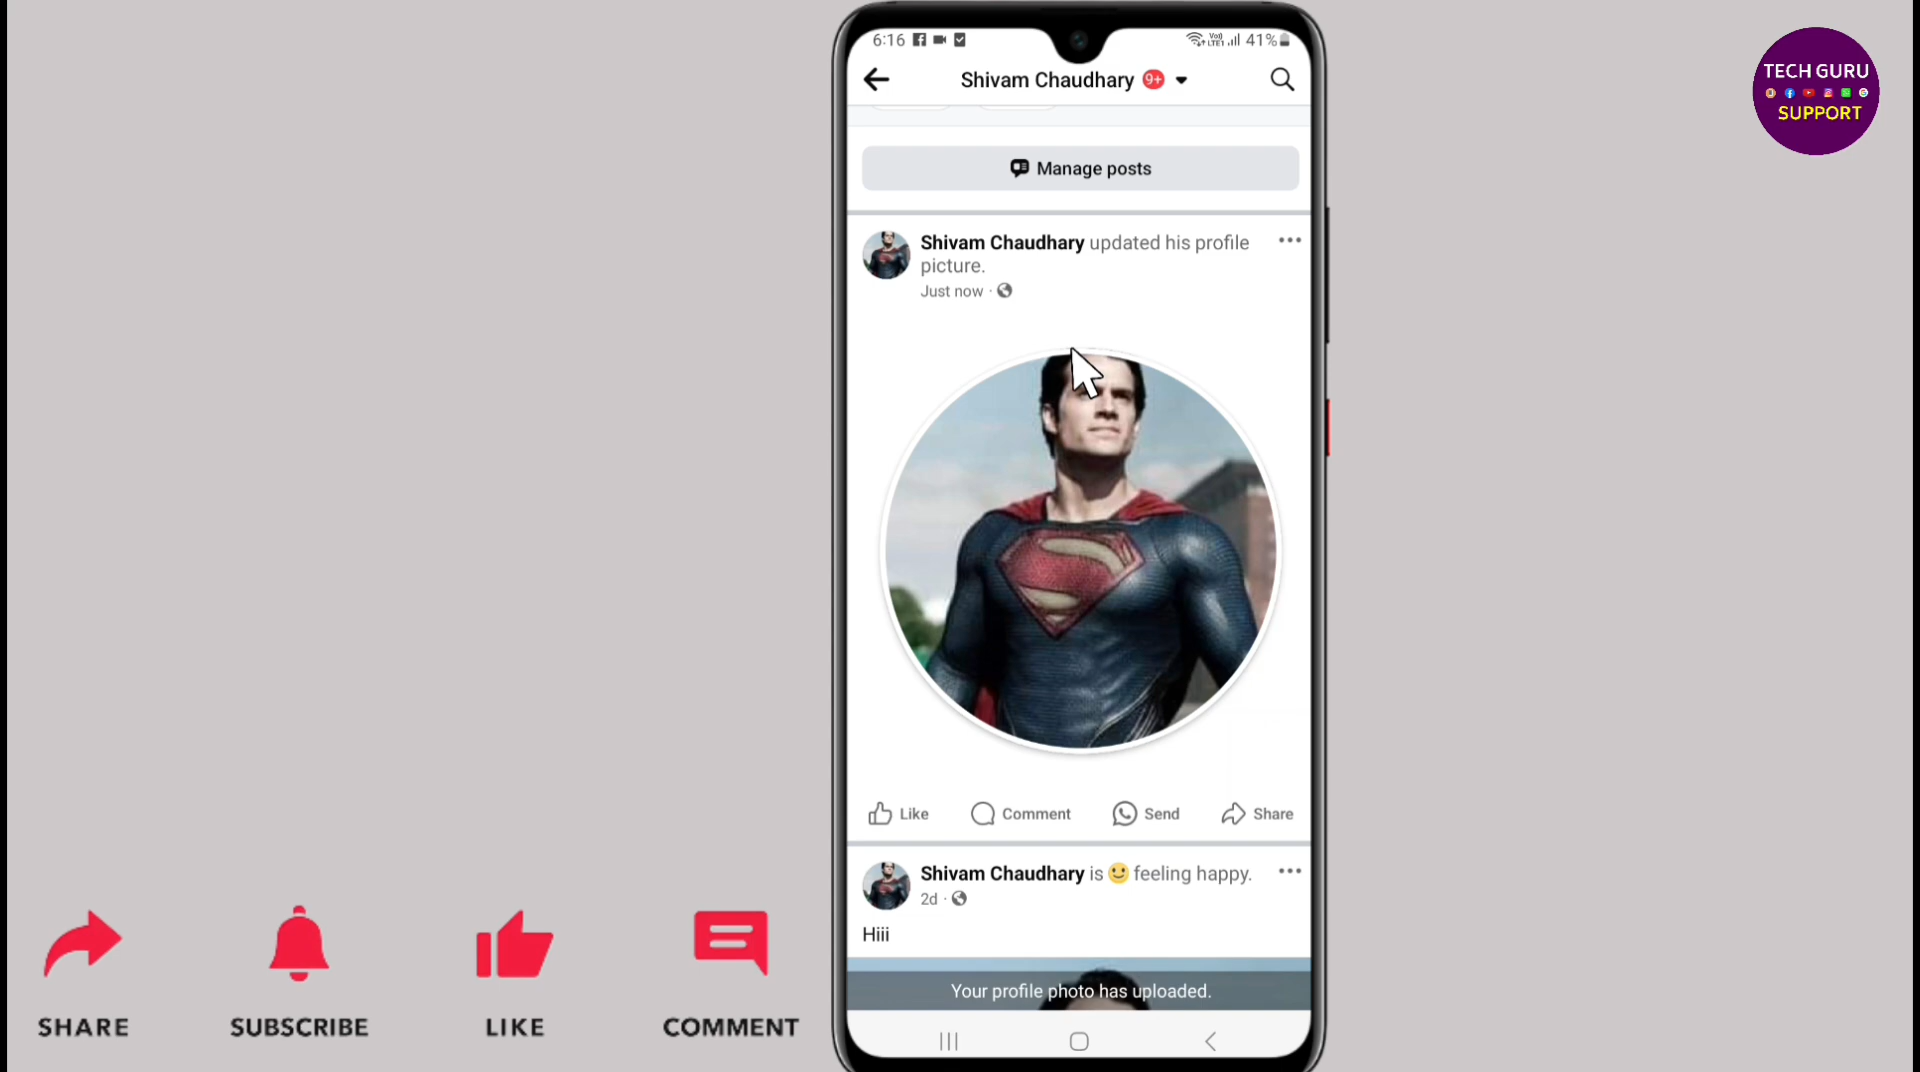 6:16
41%
Shivam Chaudhary 9+
Manage posts
Shivam Chaudhary updated his profile
picture.
Just now ·
Like
Comment
Send
Share
Shivam Chaudhary is 🙂 feeling happy.
2d ·
Hiii
Your profile photo has uploaded.
TECH GURU
SUPPORT
SHARE
SUBSCRIBE
LIKE
COMMENT